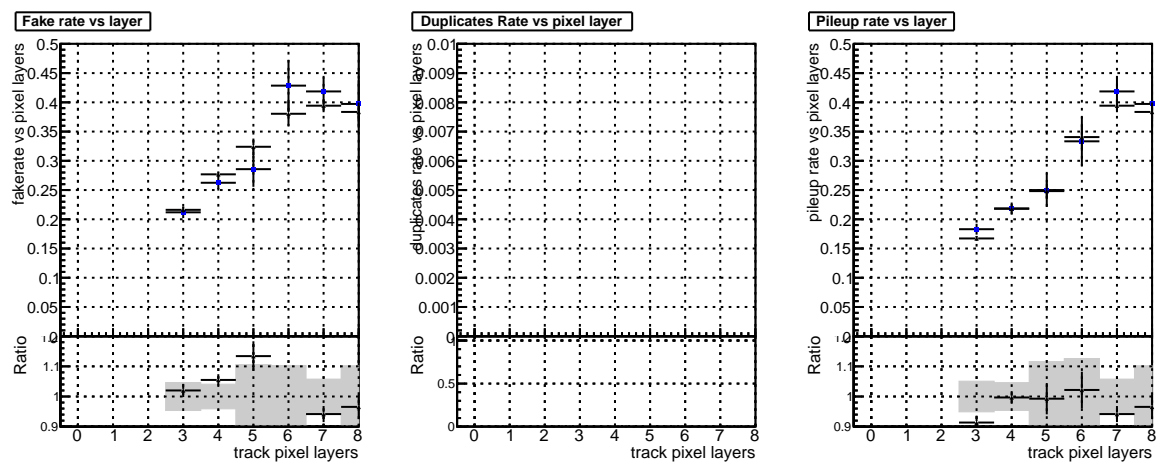 Fake rate vs layer
fakerate vs pixel layers
0.5
0.45
0.4
0.35
0.3
0.25
0.2
0.15
0.1
0.05
0
Ratio
1.1
1
0.9
0 1 2 3 4 5 6 7 8
track pixel layers
Duplicates Rate vs pixel layer
duplicates rate vs pixel layers
0.01
0.009
0.008
0.007
0.006
0.005
0.004
0.003
0.002
0.001
0
Ratio
1
0.5
0 1 2 3 4 5 6 7 8
track pixel layers
Pileup rate vs layer
pileup rate vs pixel layers
0.5
0.45
0.4
0.35
0.3
0.25
0.2
0.15
0.1
0.05
0
Ratio
1.1
1
0.9
0 1 2 3 4 5 6 7 8
track pixel layers